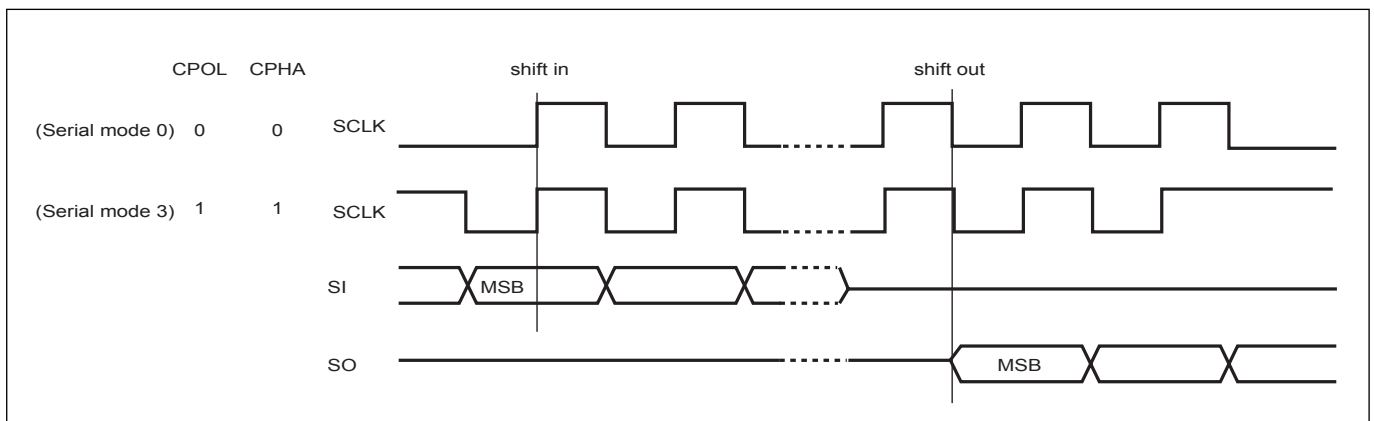 CPOL CPHA shift in shift out
(Serial mode 0) 0 0 SCLK
(Serial mode 3) 1 1 SCLK
SI MSB
SO MSB